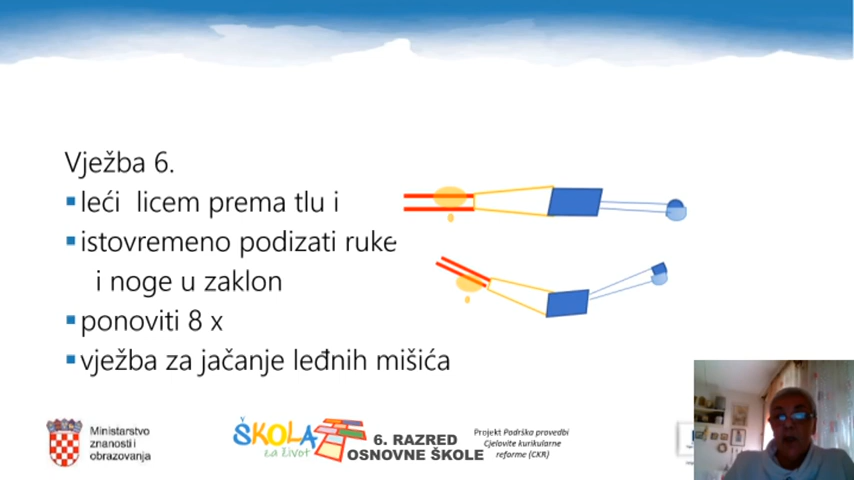 Vježba 6.
leći licem prema tlu i
istovremeno podizati ruke
i noge u zaklon
ponoviti 8 x
vježba za jačanje leđnih mišića
Ministarstvo
znanosti i
obrazovanja
ŠKOLA
za život
6. RAZRED
OSNOVNE ŠKOLE
Projekt Podrška provedbi
Cjelovite kurikularne
reforme (CKR)